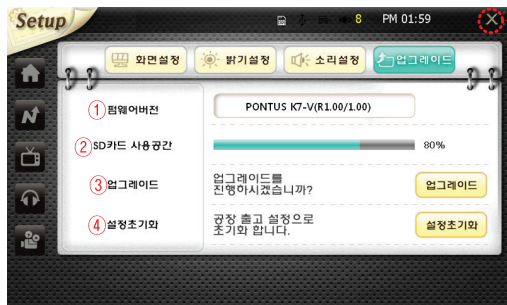 Setup 8 PM 01:59
화면설정 밝기설정 소리설정 업그레이드
① 펌웨어버전 PONTUS K7-V(R1.00/1.00)
② SD카드 사용공간 80%
③ 업그레이드 업그레이드를 진행하시겠습니까? 업그레이드
④ 설정초기화 공장 출고 설정으로 초기화 합니다. 설정초기화